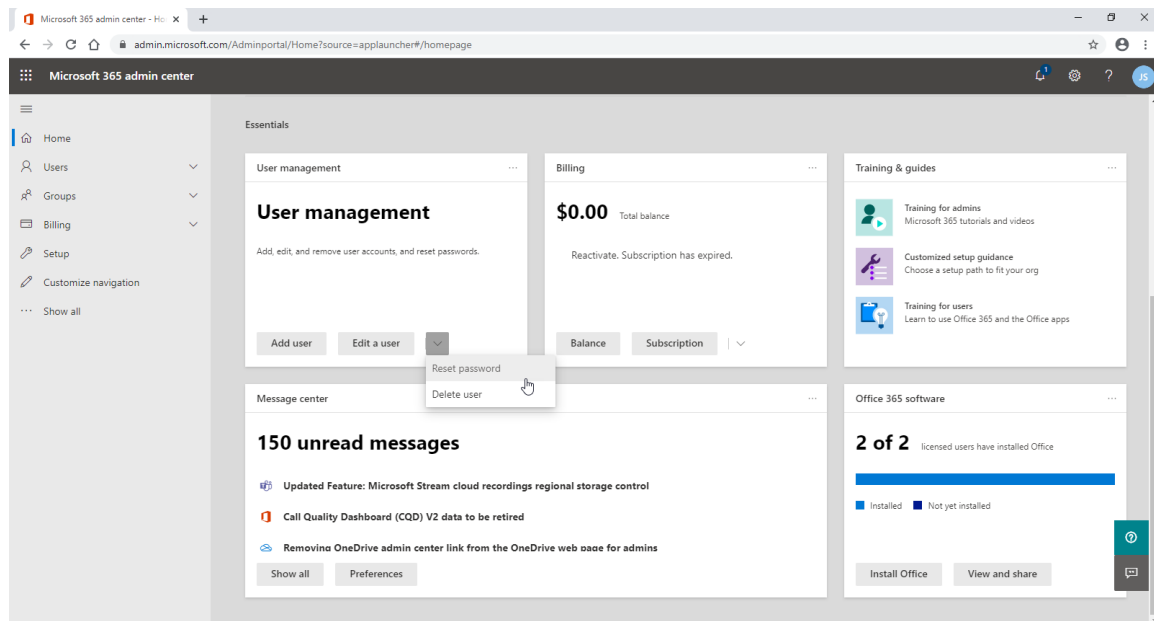 Microsoft 365 admin center - Ho
admin.microsoft.com/Adminportal/Home?source=applauncher#/homepage
Microsoft 365 admin center
1
?
JS
Home
Users
Groups
Billing
Setup
Customize navigation
Show all
Essentials
User management
User management
Add, edit, and remove user accounts, and reset passwords.
Add user
Edit a user
Reset password
Delete user
Billing
$0.00 Total balance
Reactivate. Subscription has expired.
Balance
Subscription
Training & guides
Training for admins
Microsoft 365 tutorials and videos
Customized setup guidance
Choose a setup path to fit your org
Training for users
Learn to use Office 365 and the Office apps
Message center
150 unread messages
Updated Feature: Microsoft Stream cloud recordings regional storage control
Call Quality Dashboard (CQD) V2 data to be retired
Removing OneDrive admin center link from the OneDrive web page for admins
Show all
Preferences
Office 365 software
2 of 2 licensed users have installed Office
Installed
Not yet installed
Install Office
View and share